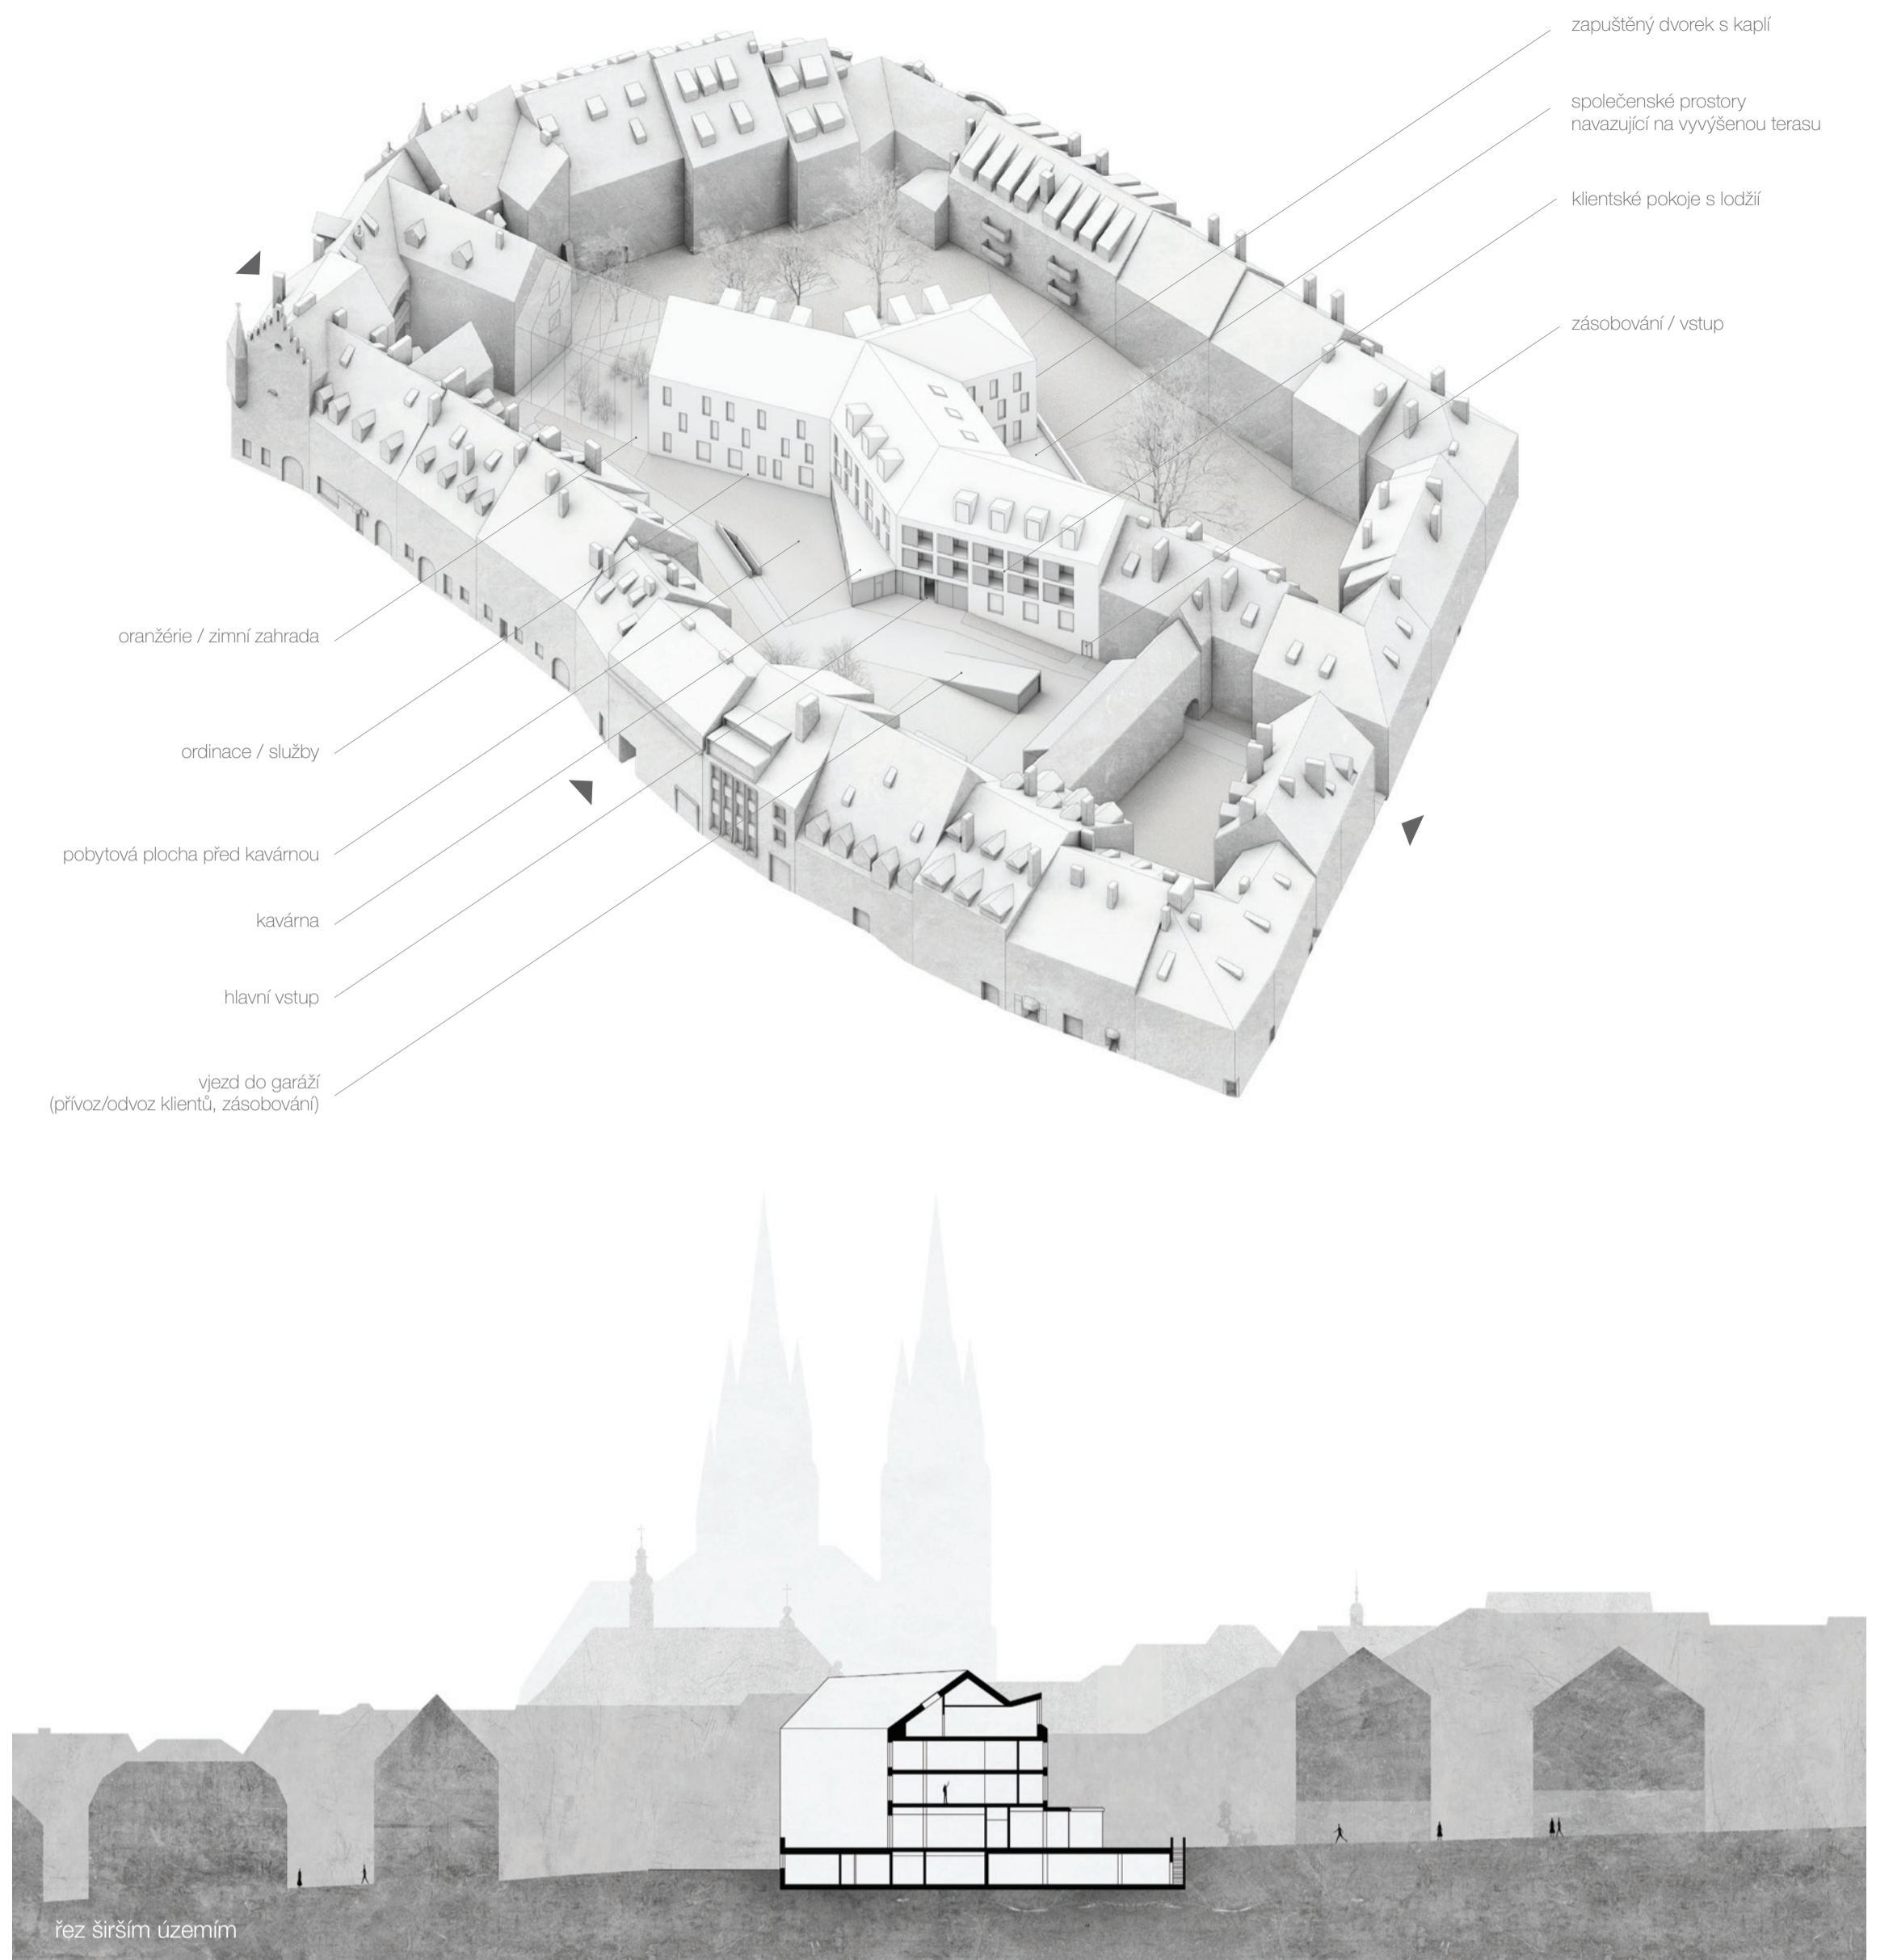 zapuštěný dvorek s kaplí
společenské prostory
navazující na vyvýšenou terasu
klientské pokoje s lodžií
zásobování / vstup
oranžérie / zimní zahrada
ordinace / služby
pobytová plocha před kavárnou
kavárna
hlavní vstup
vjezd do garáží
(přívoz/odvoz klientů, zásobování)
řez širším územím